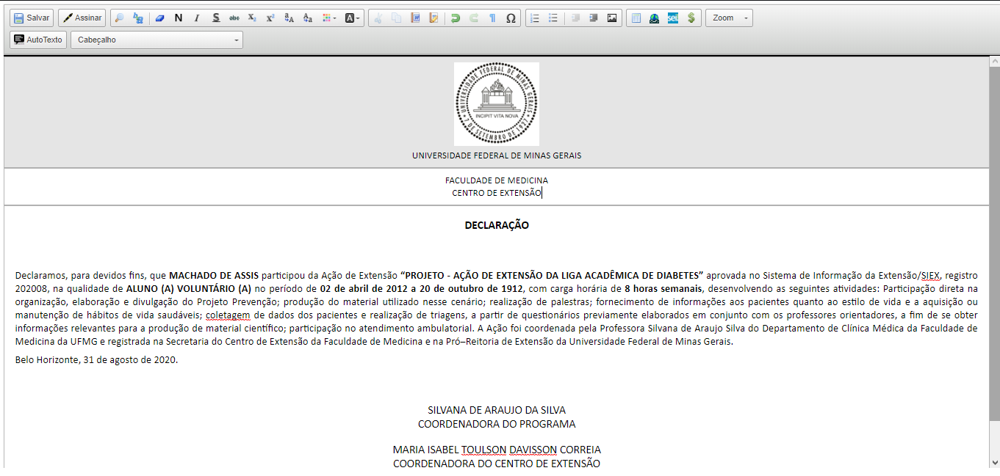 Salvar Assinar N I S abc X₂ X² Ω sei! $ Zoom
AutoTexto Cabeçalho
UNIVERSIDADE FEDERAL DE MINAS GERAIS
INCIPIT VITA NOVA
7 DE SETEMBRO DE 1927
UNIVERSIDADE FEDERAL DE MINAS GERAIS
FACULDADE DE MEDICINA
CENTRO DE EXTENSÃO
DECLARAÇÃO
Declaramos, para devidos fins, que MACHADO DE ASSIS participou da Ação de Extensão “PROJETO - AÇÃO DE EXTENSÃO DA LIGA ACADÊMICA DE DIABETES” aprovada no Sistema de Informação da Extensão/SIEX, registro
202008, na qualidade de ALUNO (A) VOLUNTÁRIO (A) no período de 02 de abril de 2012 a 20 de outubro de 1912, com carga horária de 8 horas semanais, desenvolvendo as seguintes atividades: Participação direta na
organização, elaboração e divulgação do Projeto Prevenção; produção do material utilizado nesse cenário; realização de palestras; fornecimento de informações aos pacientes quanto ao estilo de vida e a aquisição ou
manutenção de hábitos de vida saudáveis; coletagem de dados dos pacientes e realização de triagens, a partir de questionários previamente elaborados em conjunto com os professores orientadores, a fim de se obter
informações relevantes para a produção de material científico; participação no atendimento ambulatorial. A Ação foi coordenada pela Professora Silvana de Araujo Silva do Departamento de Clínica Médica da Faculdade de
Medicina da UFMG e registrada na Secretaria do Centro de Extensão da Faculdade de Medicina e na Pró–Reitoria de Extensão da Universidade Federal de Minas Gerais.
Belo Horizonte, 31 de agosto de 2020.
SILVANA DE ARAUJO DA SILVA
COORDENADORA DO PROGRAMA
MARIA ISABEL TOULSON DAVISSON CORREIA
COORDENADORA DO CENTRO DE EXTENSÃO